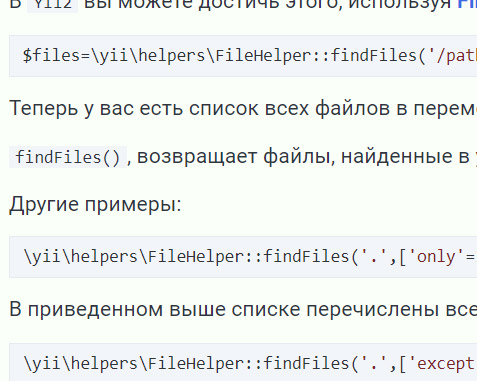 В Yii2 вы можете достичь этого, используя
$files=\yii\helpers\FileHelper::findFiles('/pat
Теперь у вас есть список всех файлов в перем
findFiles(), возвращает файлы, найденные в
Другие примеры:
\yii\helpers\FileHelper::findFiles('.',['only'=
В приведенном выше списке перечислены все
\yii\helpers\FileHelper::findFiles('.',['except